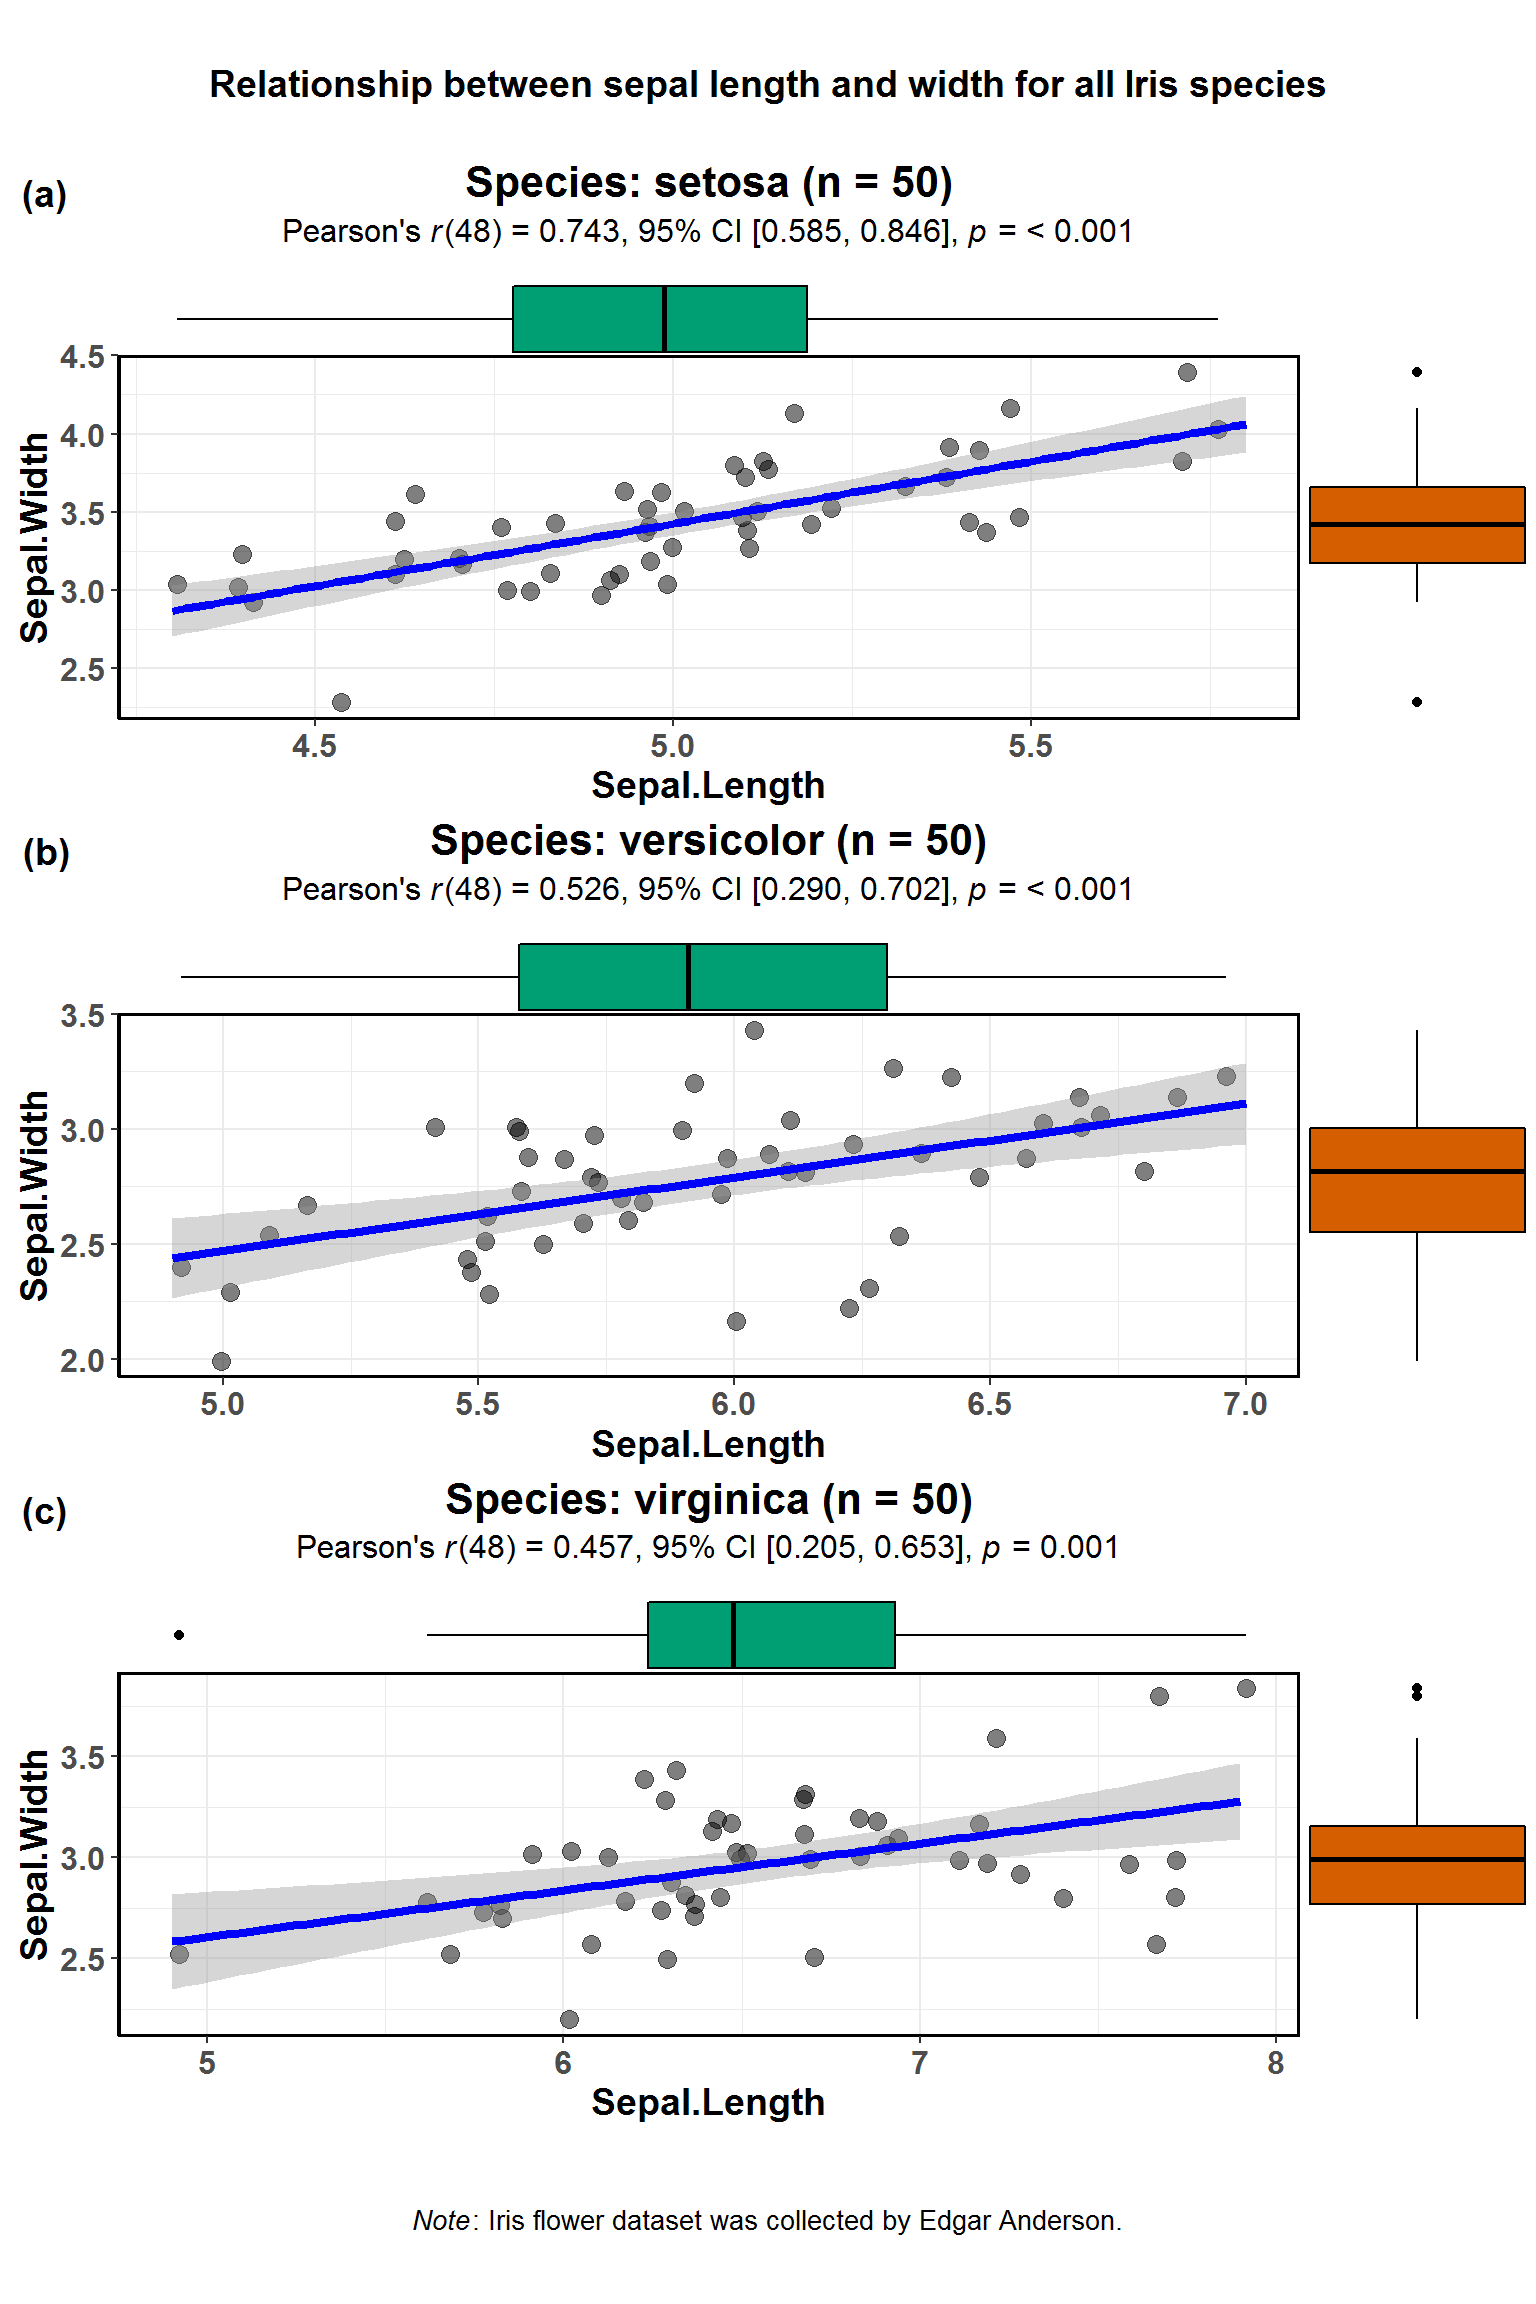 Relationship between sepal length and width for all Iris species
(a)
Species: setosa (n = 50)
Pearson's r(48) = 0.743, 95% CI [0.585, 0.846], p = < 0.001
4.5
4.0
3.5
3.0
2.5
Sepal.Width
4.5 5.0 5.5
Sepal.Length
(b)
Species: versicolor (n = 50)
Pearson's r(48) = 0.526, 95% CI [0.290, 0.702], p = < 0.001
3.5
3.0
2.5
2.0
Sepal.Width
5.0 5.5 6.0 6.5 7.0
Sepal.Length
(c)
Species: virginica (n = 50)
Pearson's r(48) = 0.457, 95% CI [0.205, 0.653], p = 0.001
3.5
3.0
2.5
Sepal.Width
5 6 7 8
Sepal.Length
Note: Iris flower dataset was collected by Edgar Anderson.